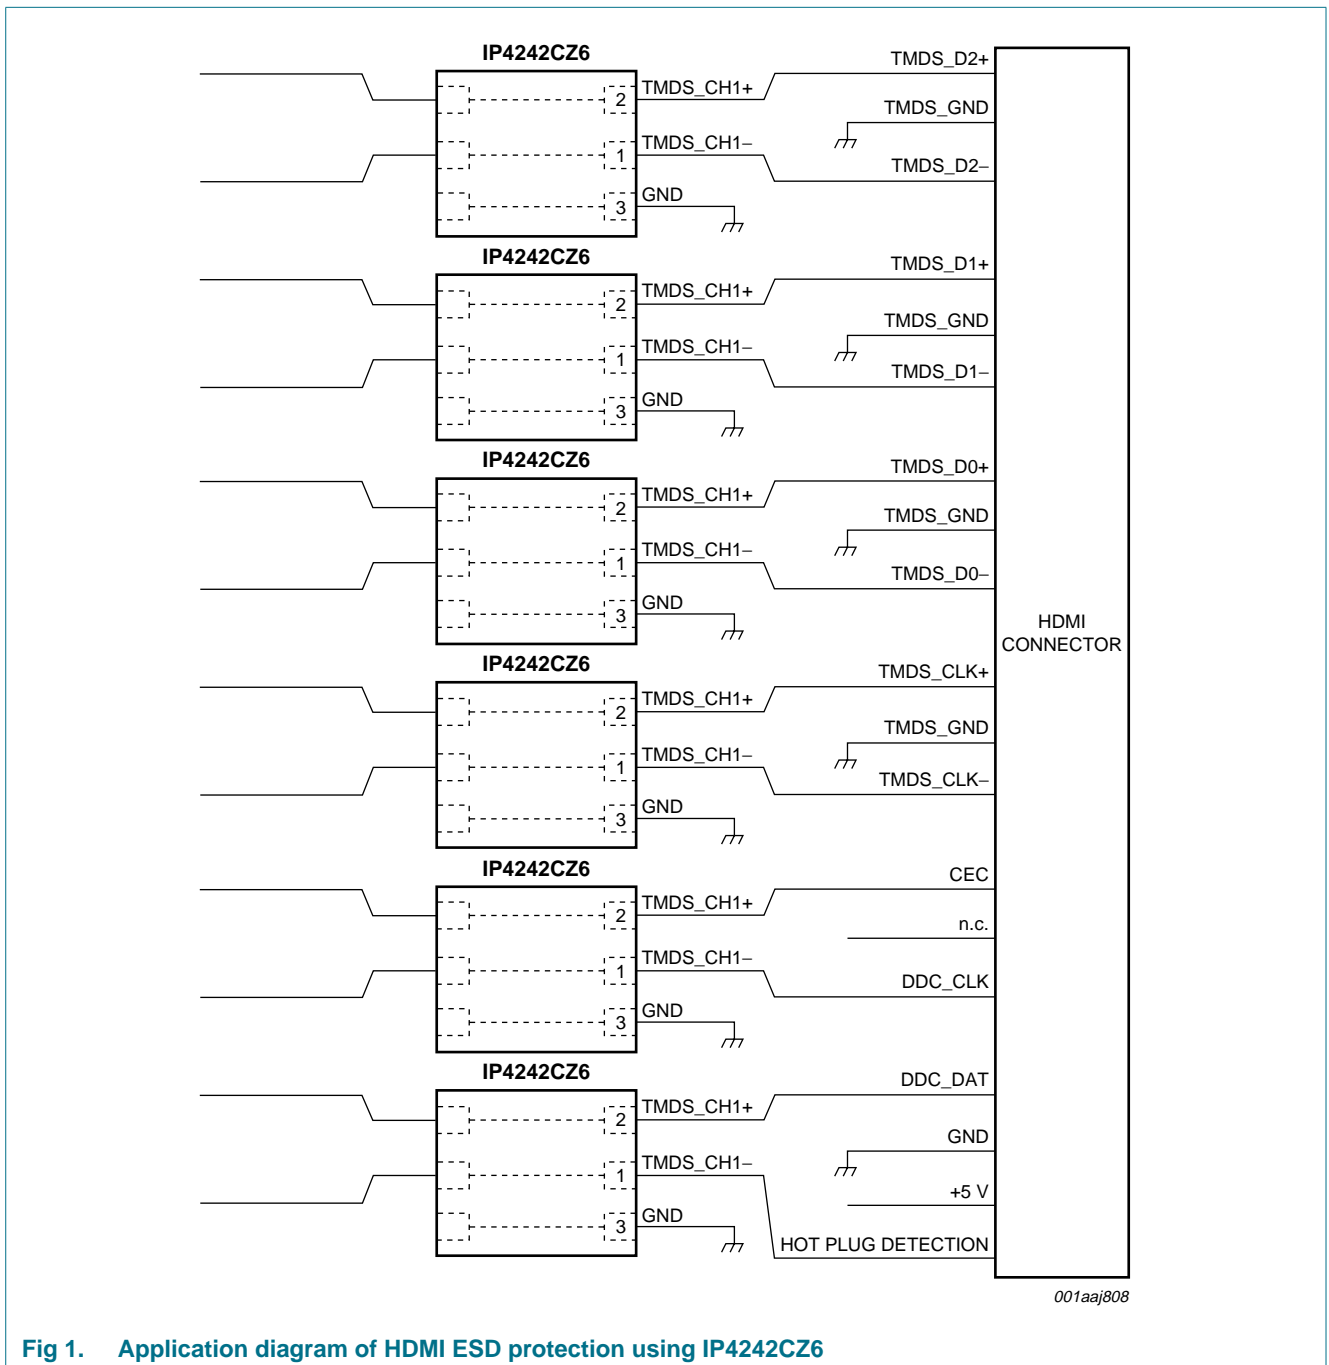 IP4242CZ6
TMDS_D2+
2 TMDS_CH1+
TMDS_GND
1 TMDS_CH1−
TMDS_D2−
3 GND
IP4242CZ6
TMDS_D1+
2 TMDS_CH1+
TMDS_GND
1 TMDS_CH1−
TMDS_D1−
3 GND
IP4242CZ6
TMDS_D0+
2 TMDS_CH1+
TMDS_GND
1 TMDS_CH1−
TMDS_D0−
3 GND
HDMI
CONNECTOR
IP4242CZ6
TMDS_CLK+
2 TMDS_CH1+
TMDS_GND
1 TMDS_CH1−
TMDS_CLK−
3 GND
IP4242CZ6
CEC
2 TMDS_CH1+
n.c.
1 TMDS_CH1−
DDC_CLK
3 GND
IP4242CZ6
DDC_DAT
2 TMDS_CH1+
GND
1 TMDS_CH1−
+5 V
3 GND
HOT PLUG DETECTION
001aaj808
Fig 1. Application diagram of HDMI ESD protection using IP4242CZ6